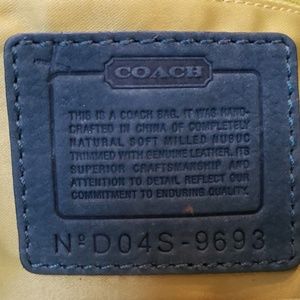 COACH
THIS IS A COACH BAG. IT WAS HAND-
CRAFTED IN CHINA OF COMPLETELY
NATURAL SOFT MILLED NUBUC
TRIMMED WITH GENUINE LEATHER. ITS
SUPERIOR CRAFTSMANSHIP AND
ATTENTION TO DETAIL REFLECT OUR
COMMITMENT TO ENDURING QUALITY.
Nº D04S-9693